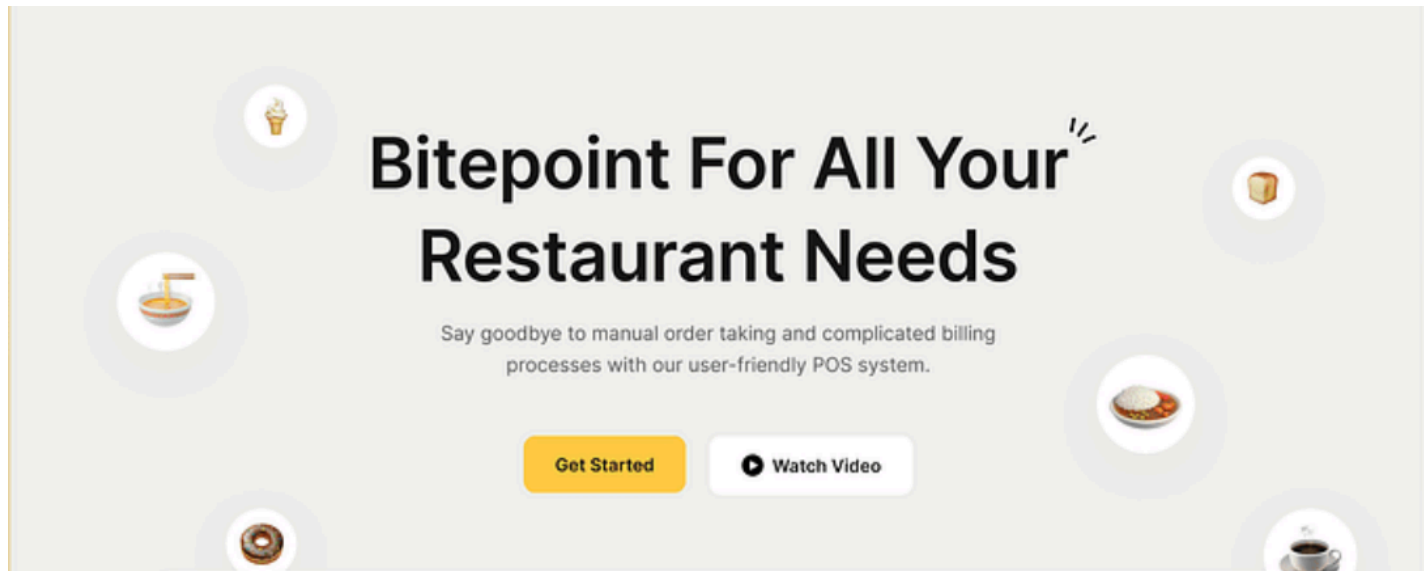 Bitepoint For All Your
Restaurant Needs
Say goodbye to manual order taking and complicated billing
processes with our user-friendly POS system.
Get Started
Watch Video